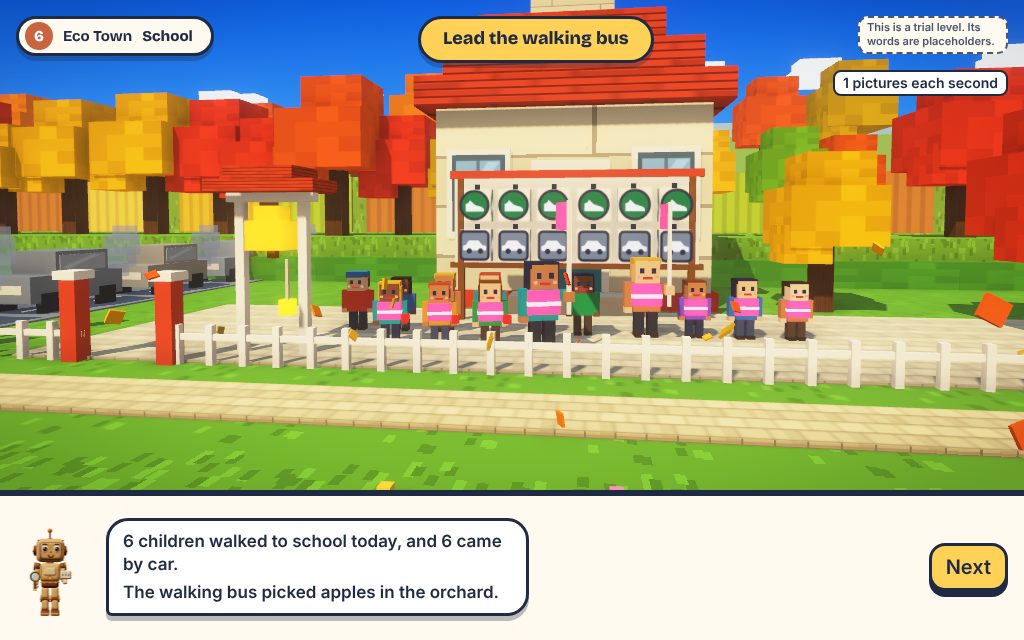 6 Eco Town School
Lead the walking bus
This is a trial level. Its
words are placeholders.
1 pictures each second
6 children walked to school today, and 6 came
by car.
The walking bus picked apples in the orchard.
Next